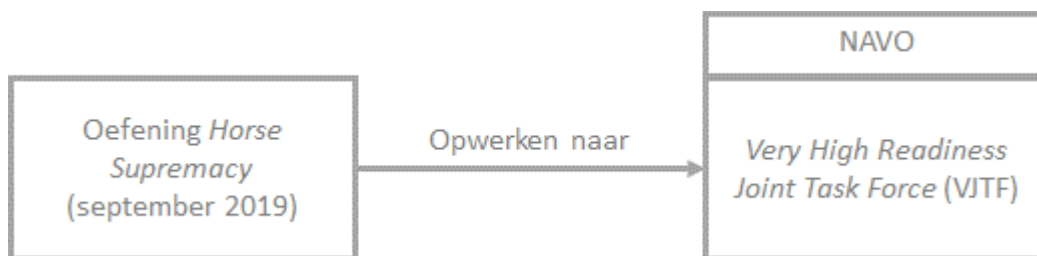 Oefening Horse
Supremacy
(september 2019)
Opwerken naar
NAVO
Very High Readiness
Joint Task Force (VJTF)